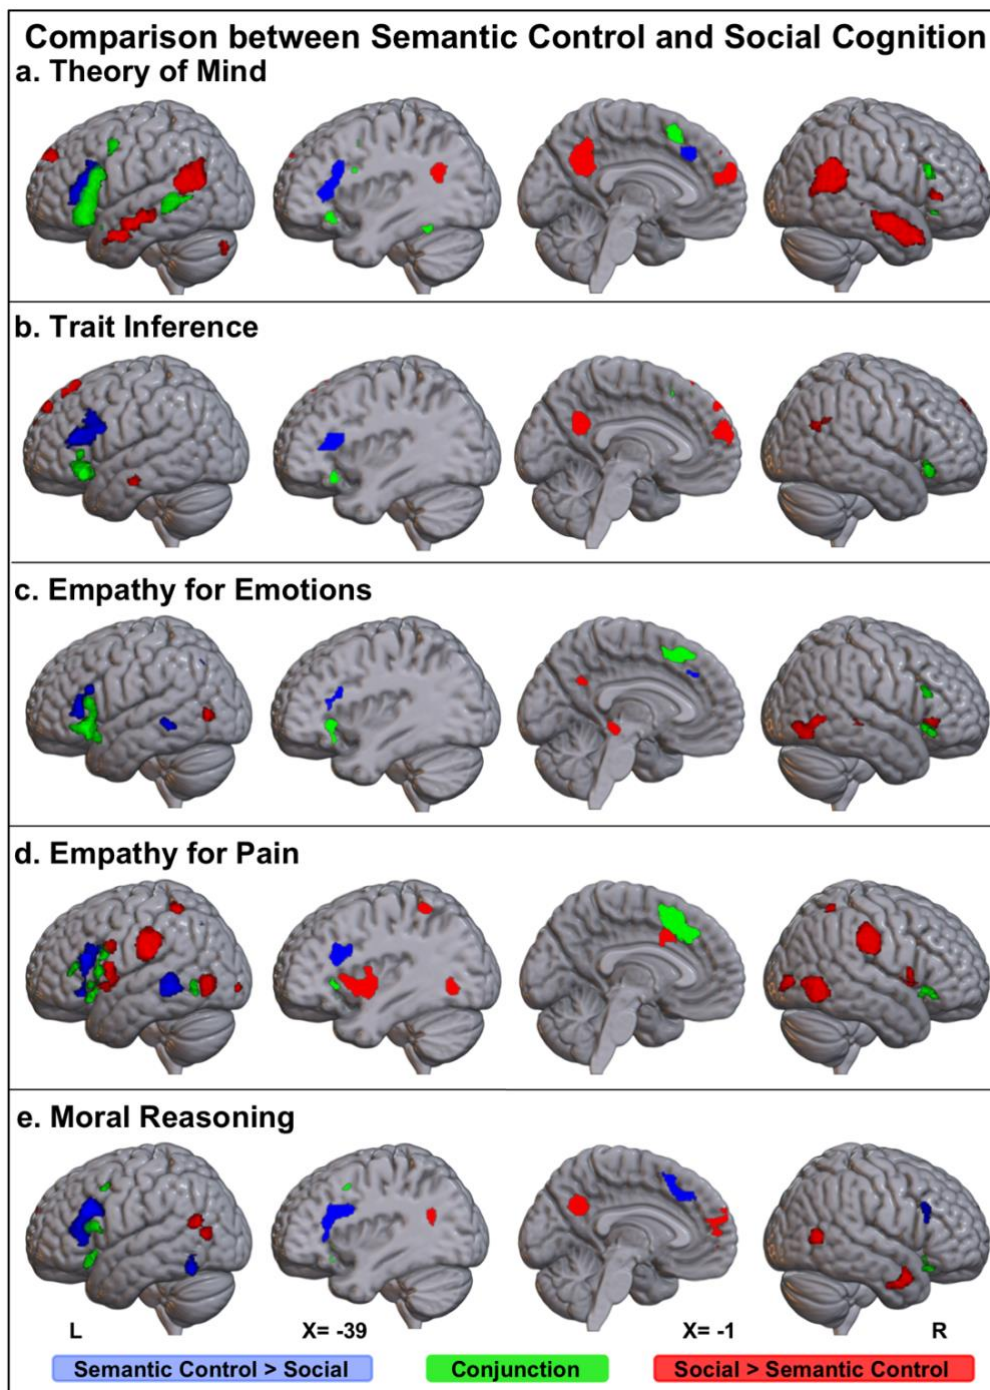 Comparison between Semantic Control and Social Cognition
a. Theory of Mind
b. Trait Inference
c. Empathy for Emotions
d. Empathy for Pain
e. Moral Reasoning
L X= -39 X= -1 R
Semantic Control > Social Conjunction Social > Semantic Control